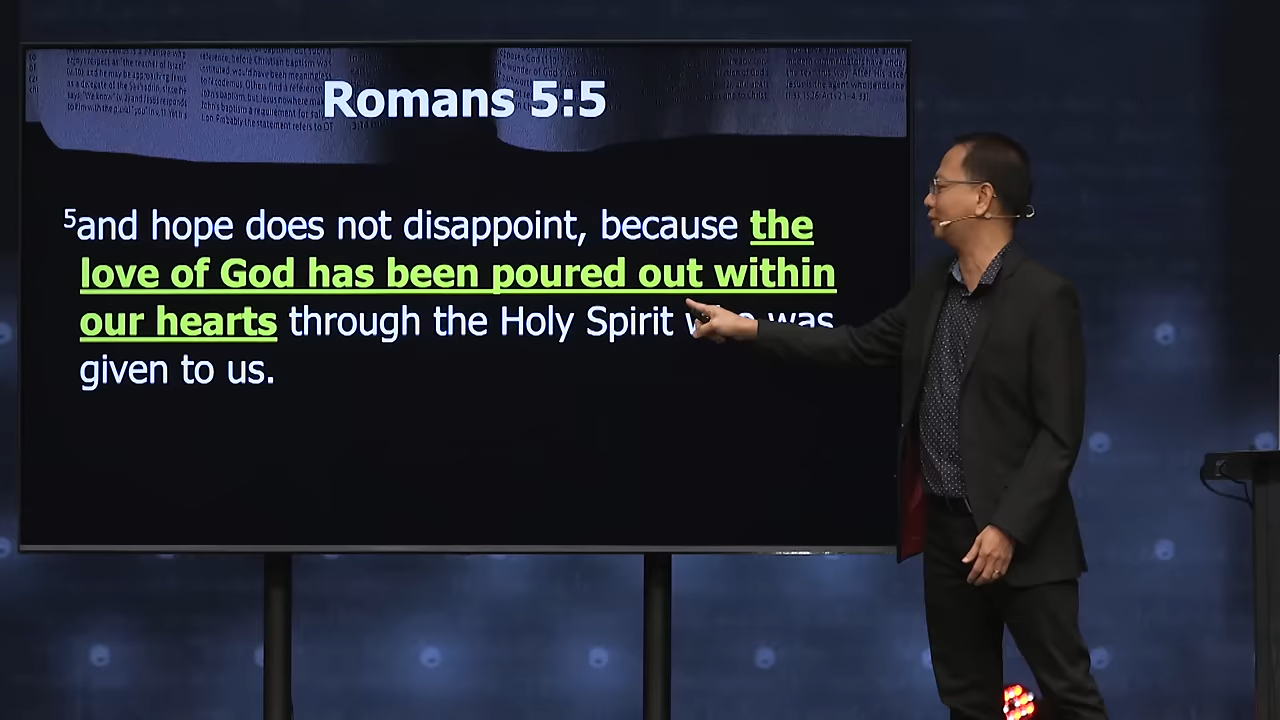 Romans 5:5
5and hope does not disappoint, because the
love of God has been poured out within
our hearts through the Holy Spirit was
given to us.